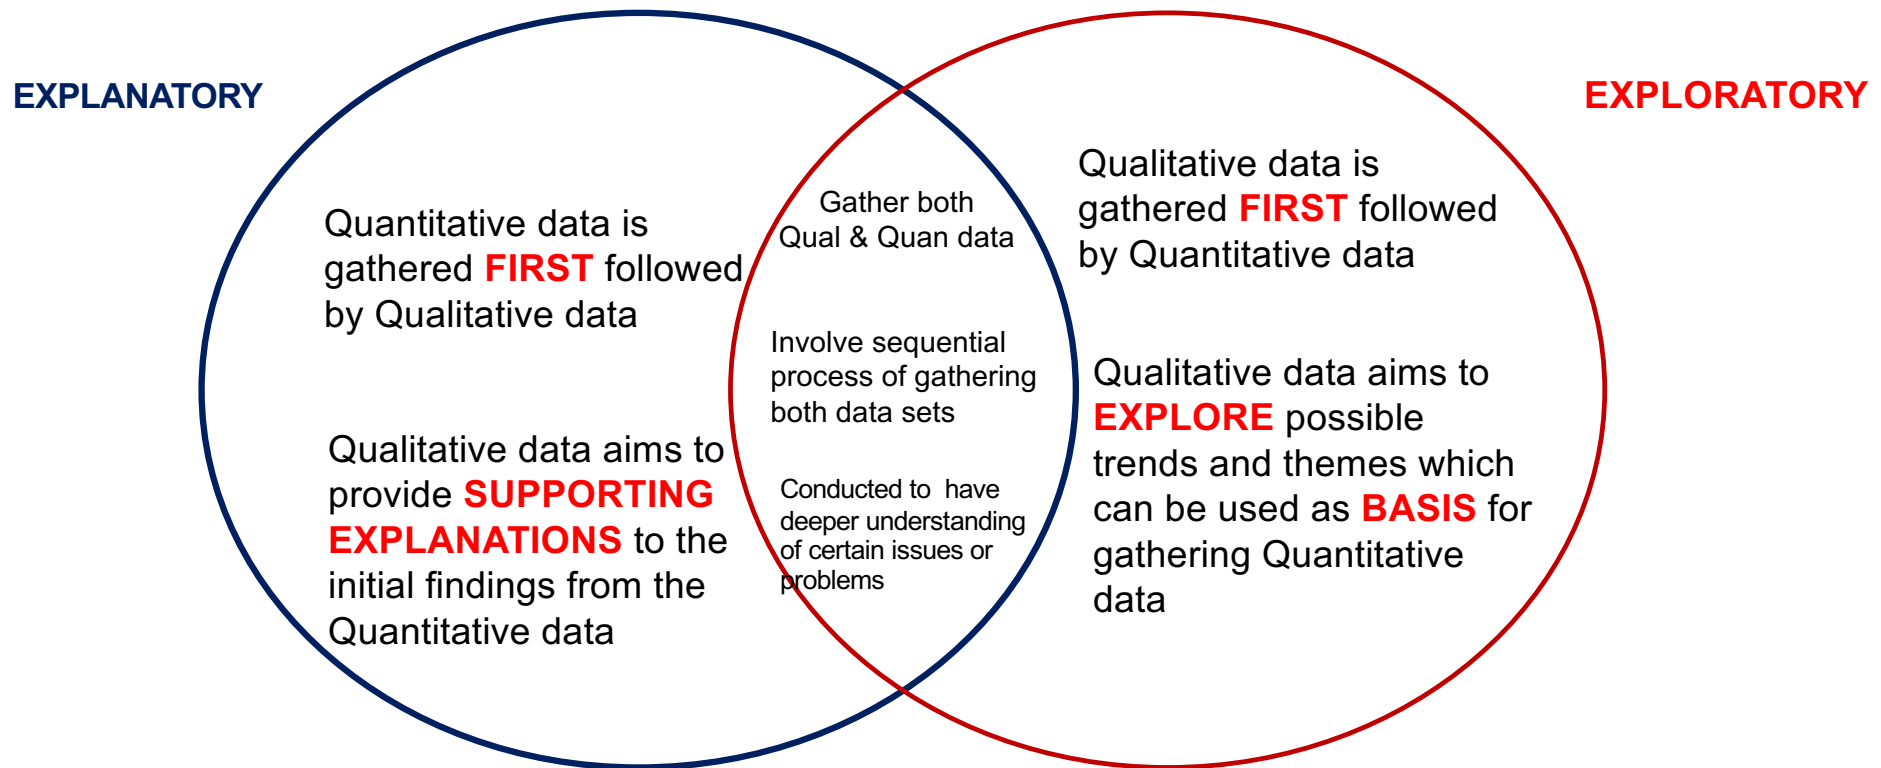 EXPLANATORY
EXPLORATORY
Quantitative data is
gathered FIRST followed
by Qualitative data
Qualitative data aims to
provide SUPPORTING
EXPLANATIONS to the
initial findings from the
Quantitative data
Gather both
Qual & Quan data
Involve sequential
process of gathering
both data sets
Conducted to have
deeper understanding
of certain issues or
problems
Qualitative data is
gathered FIRST followed
by Quantitative data
Qualitative data aims to
EXPLORE possible
trends and themes which
can be used as BASIS for
gathering Quantitative
data